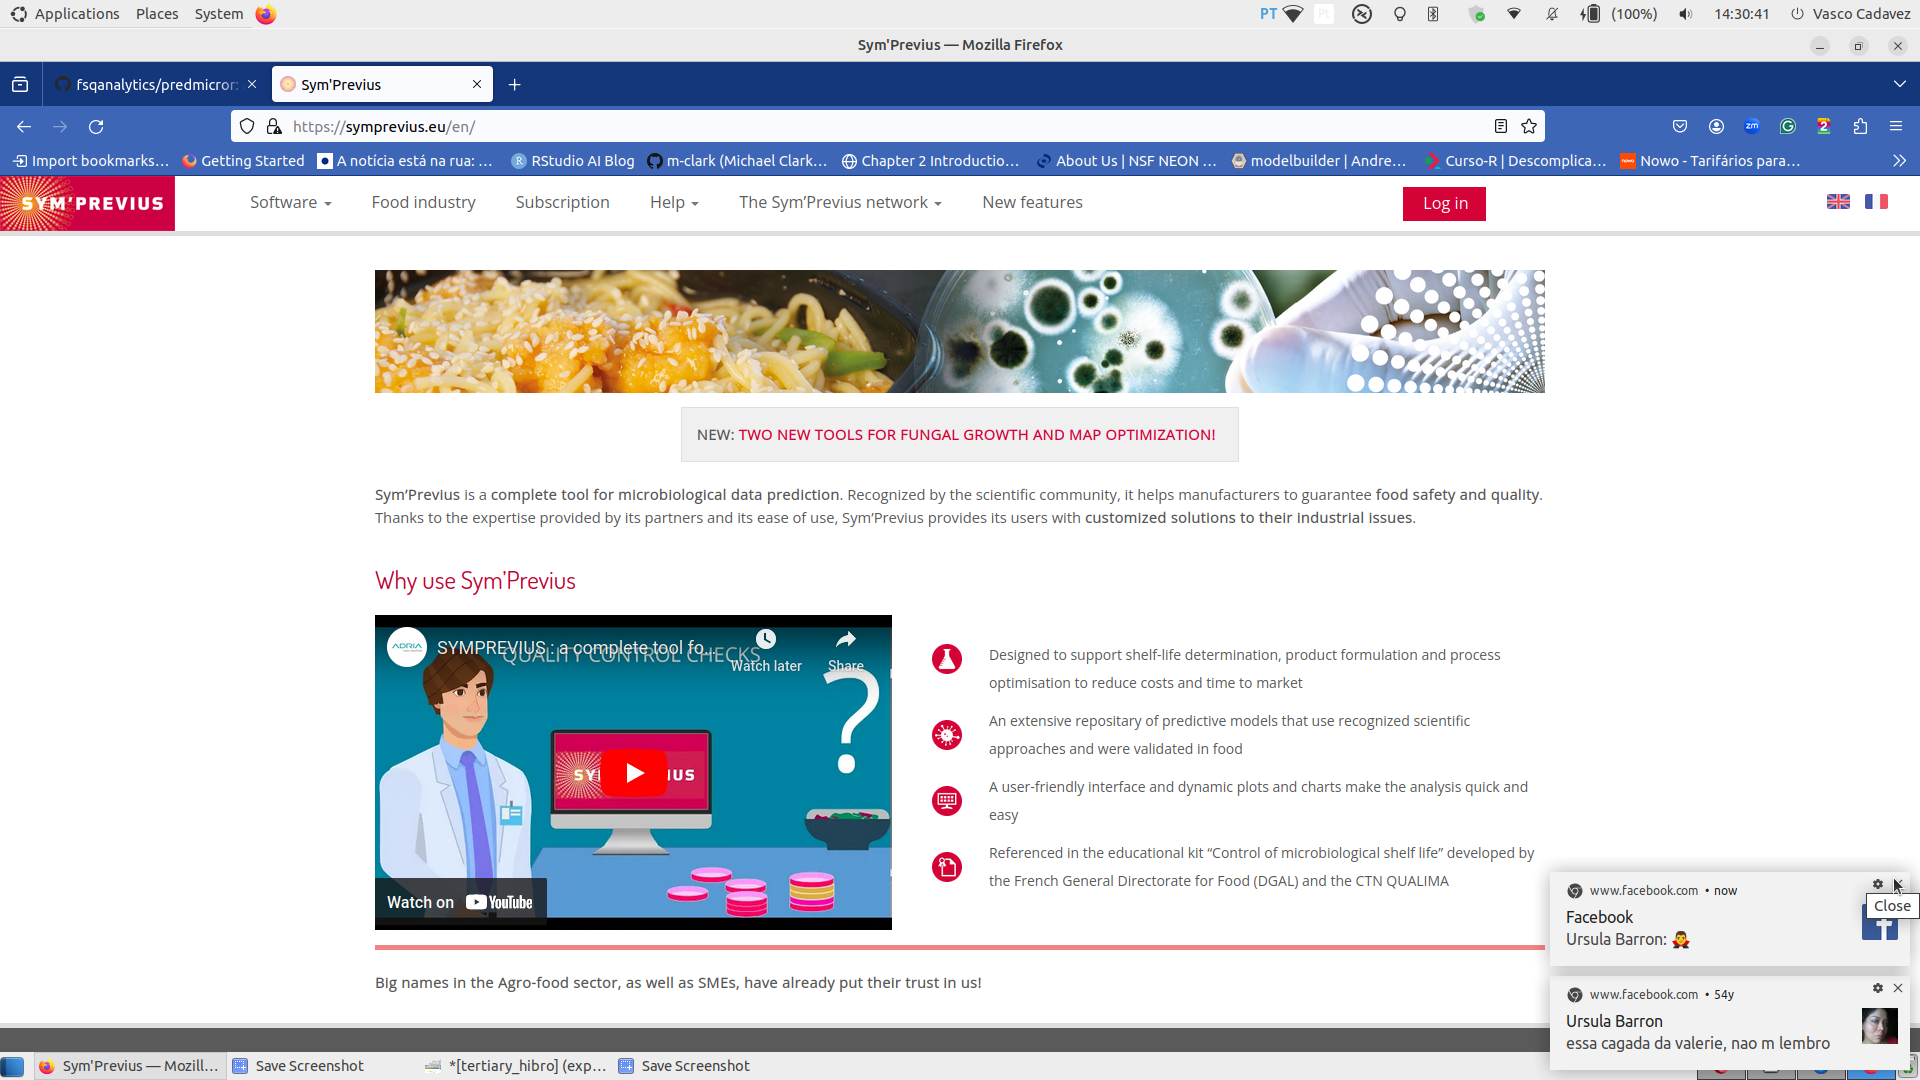 Applications Places System
PT (100%) 14:30:41 Vasco Cadavez
Sym'Previus — Mozilla Firefox
fsqanalytics/predmicror:
Sym'Previus
https://symprevius.eu/en/
Import bookmarks…
Getting Started
A notícia está na rua: …
RStudio AI Blog
m-clark (Michael Clark…
Chapter 2 Introductio…
About Us | NSF NEON …
modelbuilder | Andre…
Curso-R | Descomplica…
Nowo - Tarifários para…
SYM'PREVIUS
Software
Food industry
Subscription
Help
The Sym’Previus network
New features
Log in
NEW: TWO NEW TOOLS FOR FUNGAL GROWTH AND MAP OPTIMIZATION!
Sym’Previus is a complete tool for microbiological data prediction. Recognized by the scientific community, it helps manufacturers to guarantee food safety and quality.
Thanks to the expertise provided by its partners and its ease of use, Sym’Previus provides its users with customized solutions to their industrial issues.
Why use Sym'Previus
ADRIA
SYMPREVIUS : a complete tool fo…
QUALITY CONTROL CHECKS
Watch later
Share
?
Watch on YouTube
Designed to support shelf-life determination, product formulation and process
optimisation to reduce costs and time to market
An extensive repositary of predictive models that use recognized scientific
approaches and were validated in food
A user-friendly interface and dynamic plots and charts make the analysis quick and
easy
Referenced in the educational kit “Control of microbiological shelf life” developed by
the French General Directorate for Food (DGAL) and the CTN QUALIMA
Big names in the Agro-food sector, as well as SMEs, have already put their trust in us!
www.facebook.com • now
Close
Facebook
Ursula Barron: 🧛
www.facebook.com • 54y
Ursula Barron
essa cagada da valerie, nao m lembro
Sym'Previus — Mozill…
Save Screenshot
*[tertiary_hibro] (exp…
Save Screenshot